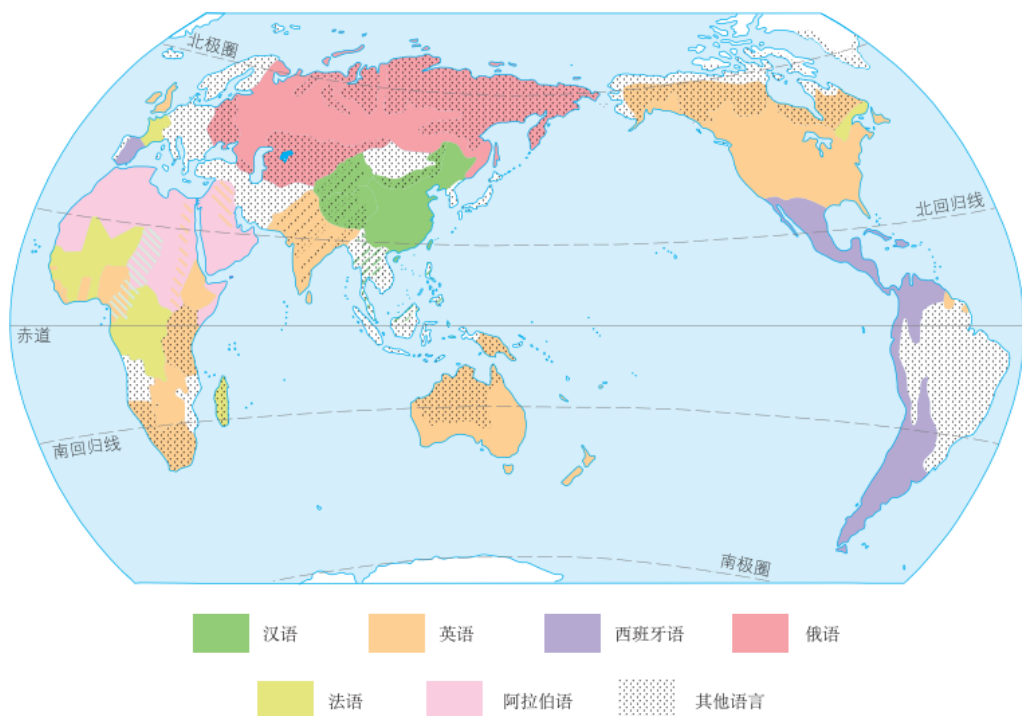 北极圈
北回归线
赤道
南回归线
南极圈
汉语
英语
西班牙语
俄语
法语
阿拉伯语
其他语言